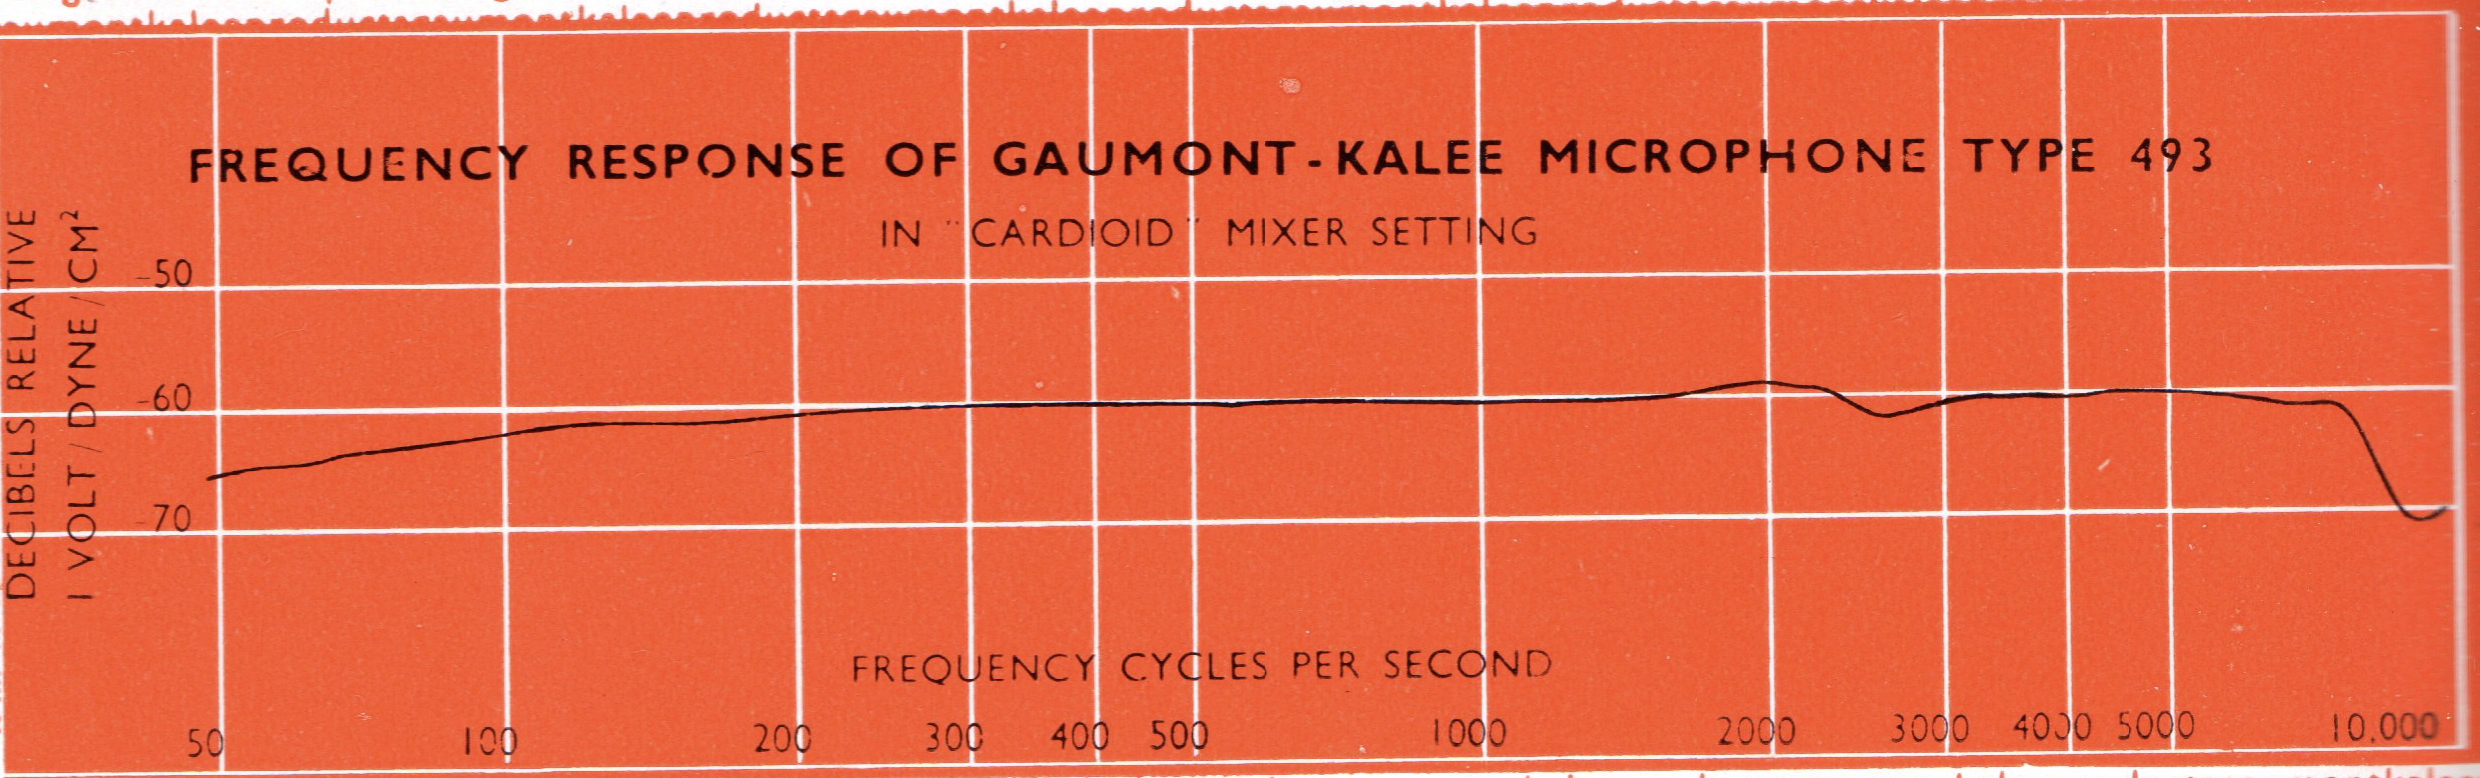 FREQUENCY RESPONSE OF GAUMONT-KALEE MICROPHONE TYPE 493
IN "CARDIOID" MIXER SETTING
DECIBELS RELATIVE
1 VOLT / DYNE / CM²
-50
-60
-70
FREQUENCY CYCLES PER SECOND
50 100 200 300 400 500 1000 2000 3000 4000 5000 10,000